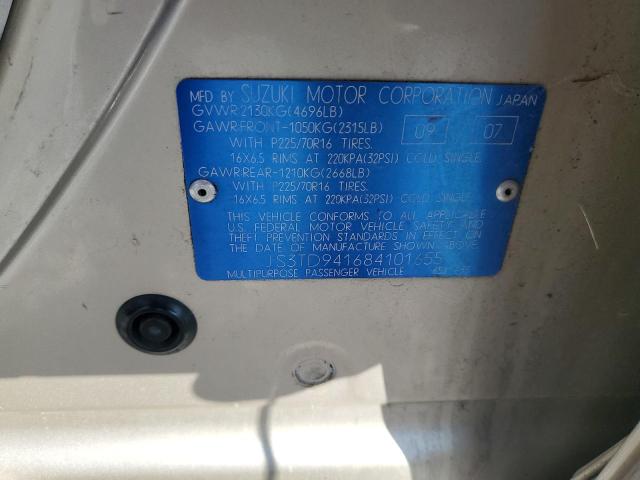 MFD BY SUZUKI MOTOR CORPORATION JAPAN
GVWR:2130KG(4696LB)
GAWR:FRONT-1050KG(2315LB) 09 07
WITH P225/70R16 TIRES.
16X6.5 RIMS AT 220KPA(32PSI) COLD SINGLE.
GAWR:REAR-1210KG(2668LB)
WITH P225/70R16 TIRES.
16X6.5 RIMS AT 220KPA(32PSI) COLD SINGLE.
THIS VEHICLE CONFORMS TO ALL APPLICABLE
U.S. FEDERAL MOTOR VEHICLE SAFETY AND
THEFT PREVENTION STANDARDS IN EFFECT ON
THE DATE OF MANUFACTURE SHOWN ABOVE.
JS3TD941684101655
MULTIPURPOSE PASSENGER VEHICLE